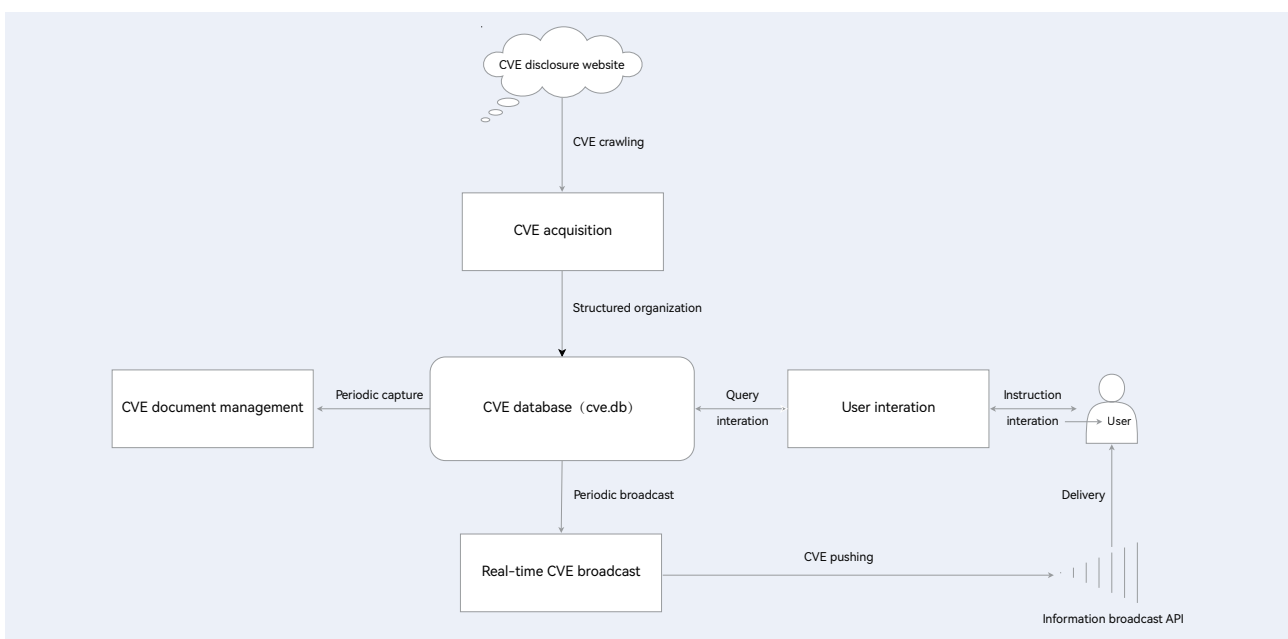 CVE disclosure website
CVE crawling
CVE acquisition
Structured organization
CVE document management
Periodic capture
CVE database（cve.db）
Query
interation
User interation
Instruction
interation
User
Periodic broadcast
Delivery
Real-time CVE broadcast
CVE pushing
Information broadcast API